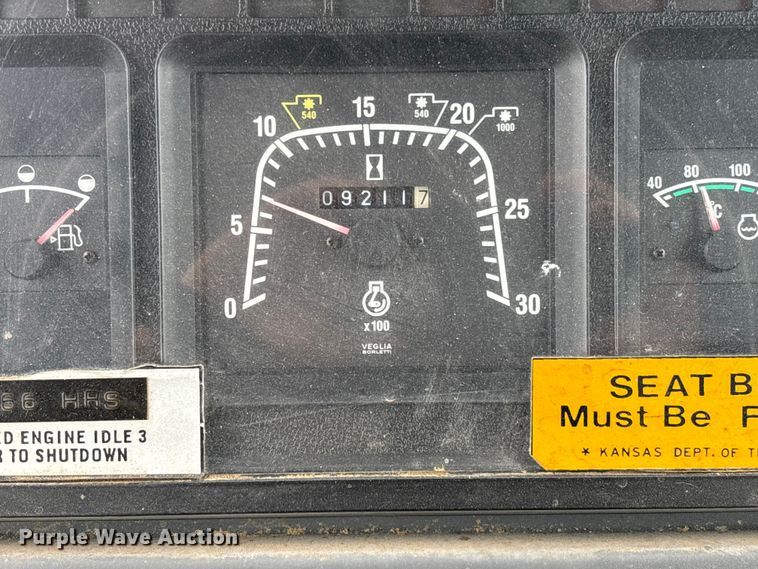 10
540
15
540
20
1000
5
09211 7
25
0
30
x100
VEGLIA
BORLETTI
40 80 100
°C
66 HRS
ED ENGINE IDLE 3
R TO SHUTDOWN
SEAT B
Must Be F
★ KANSAS DEPT. OF T
Purple Wave Auction